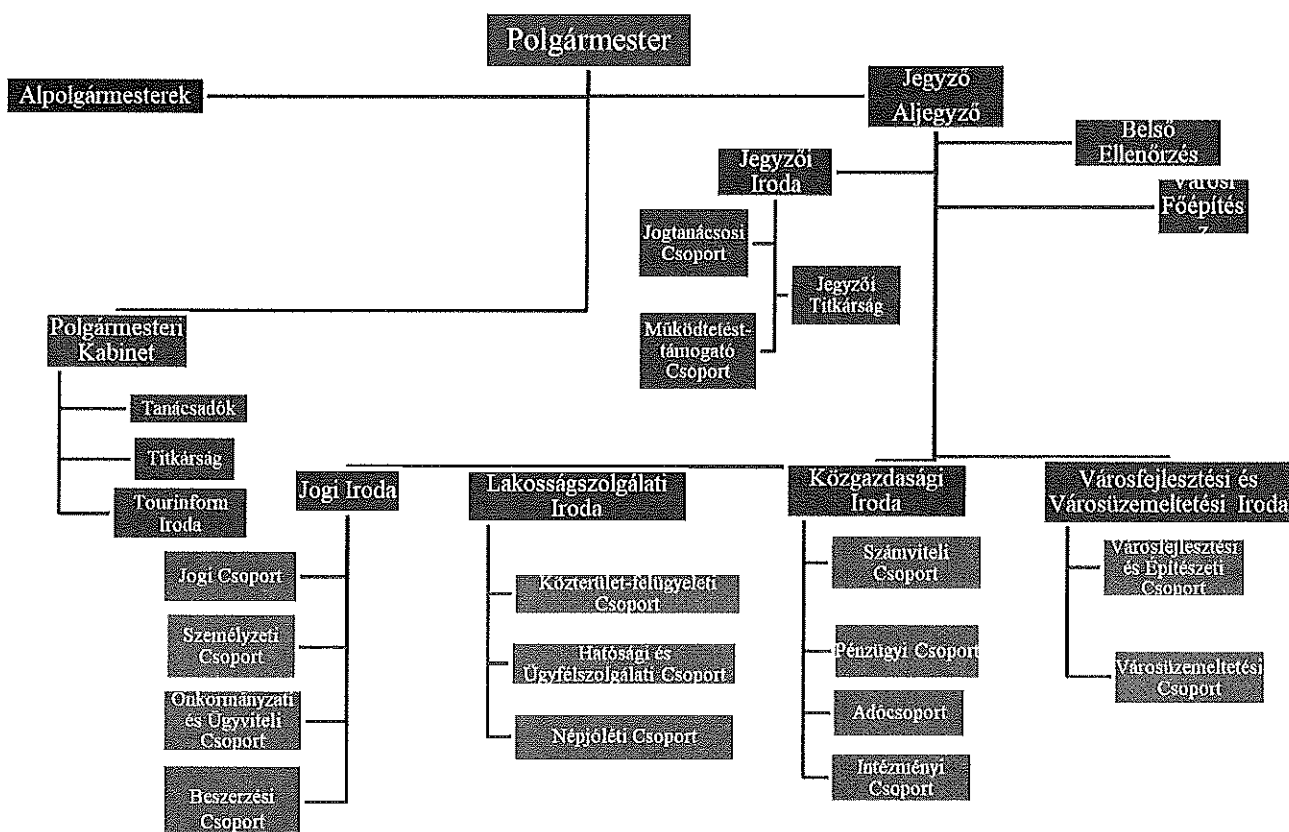 Polgármester
Alpolgármesterek
Jegyző
Aljegyző
Belső
Ellenőrzés
Városi
Főépítés
z
Jegyzői
Iroda
Jogtanácsosi
Csoport
Jegyzői
Titkárság
Működtetést-
támogató
Csoport
Polgármesteri
Kabinet
Tanácsadók
Titkárság
Tourinform
Iroda
Jogi Iroda
Jogi Csoport
Személyzeti
Csoport
Önkormányzati
és Ügyviteli
Csoport
Beszerzési
Csoport
Lakosságszolgálati
Iroda
Közterület-felügyeleti
Csoport
Hatósági és
Ügyfélszolgálati Csoport
Népjóléti Csoport
Közgazdasági
Iroda
Számviteli
Csoport
Pénzügyi Csoport
Adócsoport
Intézményi
Csoport
Városfejlesztési és
Városüzemeltetési Iroda
Városfejlesztési
és Építészeti
Csoport
Városüzemeltetési
Csoport